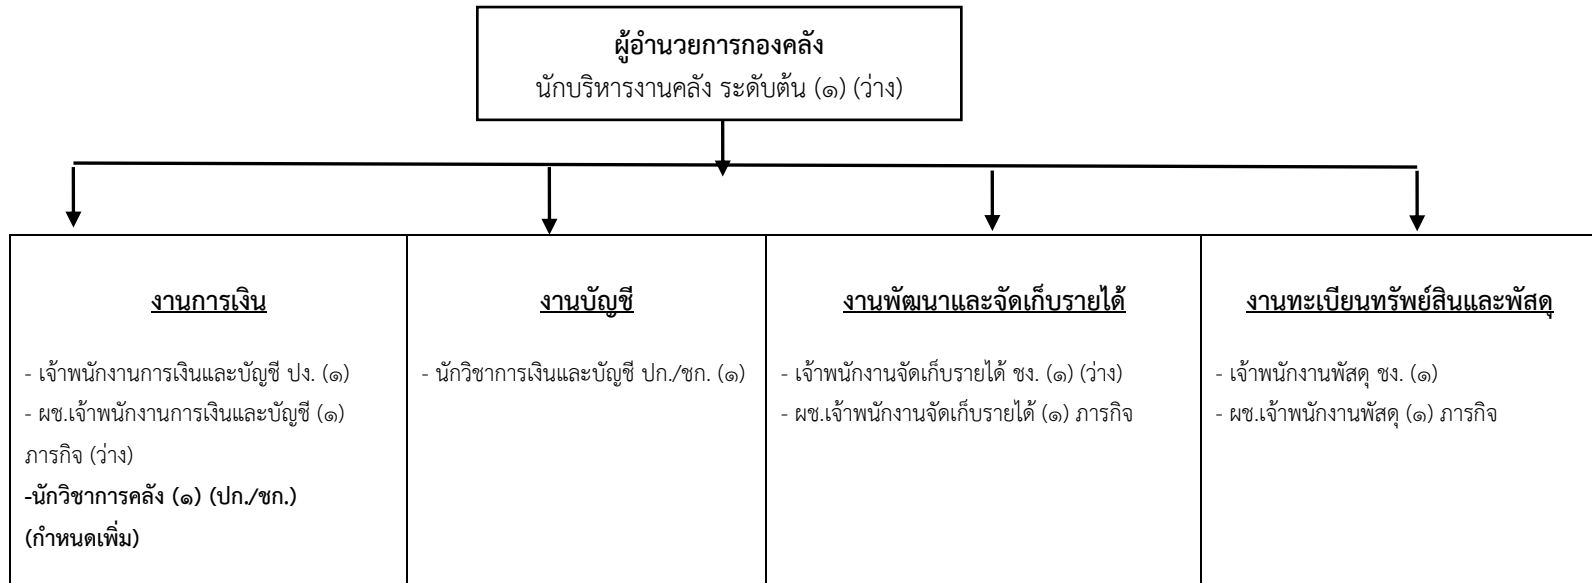 ผู้อำนวยการกองคลัง
นักบริหารงานคลัง ระดับต้น (๑) (ว่าง)
งานการเงิน
- เจ้าพนักงานการเงินและบัญชี ปง. (๑)
- ผช.เจ้าพนักงานการเงินและบัญชี (๑)
ภารกิจ (ว่าง)
-นักวิชาการคลัง (๑) (ปก./ชก.)
(กำหนดเพิ่ม)
งานบัญชี
- นักวิชาการเงินและบัญชี ปก./ชก. (๑)
งานพัฒนาและจัดเก็บรายได้
- เจ้าพนักงานจัดเก็บรายได้ ชง. (๑) (ว่าง)
- ผช.เจ้าพนักงานจัดเก็บรายได้ (๑) ภารกิจ
งานทะเบียนทรัพย์สินและพัสดุ
- เจ้าพนักงานพัสดุ ชง. (๑)
- ผช.เจ้าพนักงานพัสดุ (๑) ภารกิจ